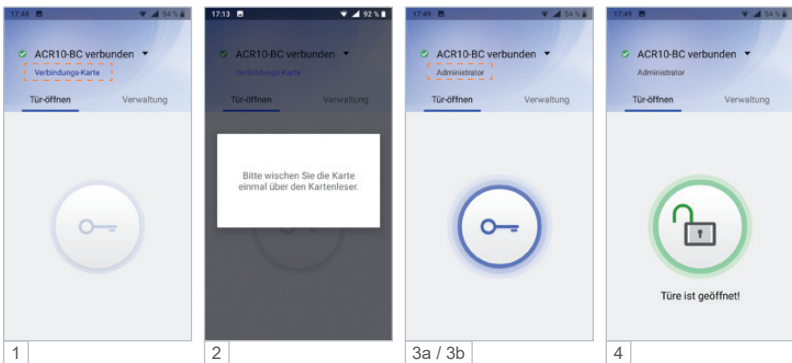 17:48 54 %
ACR10-BC verbunden
Verbindungs-Karte
Tür-öffnen Verwaltung
1
17:13 92 %
ACR10-BC verbunden
Verbindungs-Karte
Tür-öffnen Verwaltung
Bitte wischen Sie die Karte
einmal über den Kartenleser.
2
17:49 54 %
ACR10-BC verbunden
Administrator
Tür-öffnen Verwaltung
3a / 3b
17:49 54 %
ACR10-BC verbunden
Administrator
Tür-öffnen Verwaltung
Türe ist geöffnet!
4